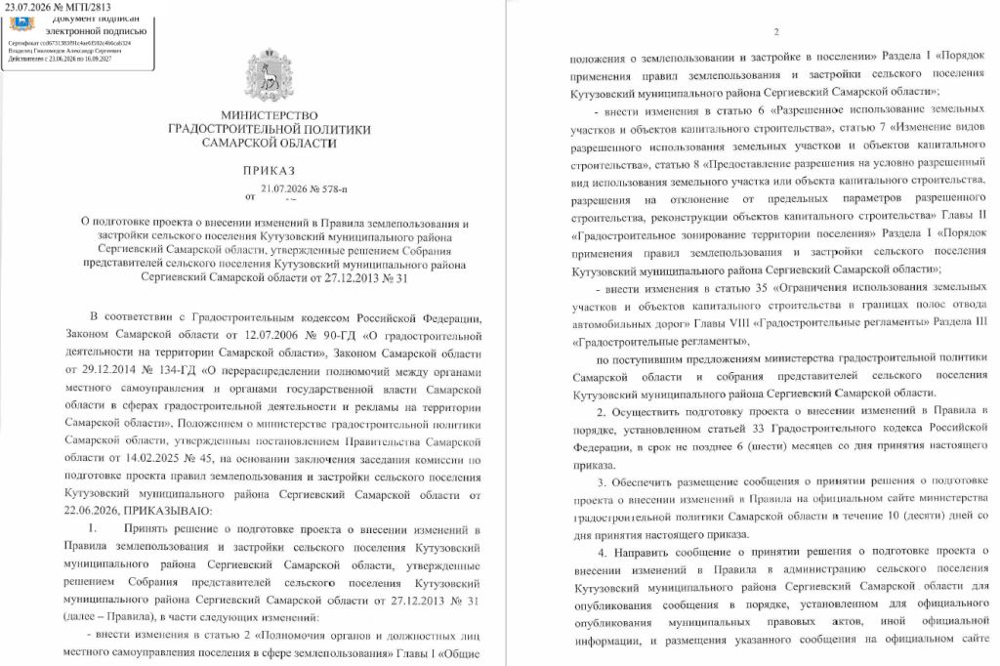 23.07.2026 № МГП/2813
Документ подписан
электронной подписью
Владелец Гниломедов Александр Сергеевич
Действителен с 23.06.2026 по 16.09.2027
МИНИСТЕРСТВО
ГРАДОСТРОИТЕЛЬНОЙ ПОЛИТИКИ
САМАРСКОЙ ОБЛАСТИ
ПРИКАЗ
от 21.07.2026 № 578-п
О подготовке проекта о внесении изменений в Правила землепользования и
застройки сельского поселения Кутузовский муниципального района
Сергиевский Самарской области, утвержденные решением Собрания
представителей сельского поселения Кутузовский муниципального района
Сергиевский Самарской области от 27.12.2013 № 31
В соответствии с Градостроительным кодексом Российской Федерации,
Законом Самарской области от 12.07.2006 № 90-ГД «О градостроительной
деятельности на территории Самарской области», Законом Самарской области
от 29.12.2014 № 134-ГД «О перераспределении полномочий между органами
местного самоуправления и органами государственной власти Самарской
области в сферах градостроительной деятельности и рекламы на территории
Самарской области», Положением о министерстве градостроительной политики
Самарской области, утвержденным постановлением Правительства Самарской
области от 14.02.2025 № 45, на основании заключения заседания комиссии по
подготовке проекта правил землепользования и застройки сельского поселения
Кутузовский муниципального района Сергиевский Самарской области от
22.06.2026, ПРИКАЗЫВАЮ:
1. Принять решение о подготовке проекта о внесении изменений в
Правила землепользования и застройки сельского поселения Кутузовский
муниципального района Сергиевский Самарской области, утвержденные
решением Собрания представителей сельского поселения Кутузовский
муниципального района Сергиевский Самарской области от 27.12.2013 № 31
(далее – Правила), в части следующих изменений:
- внести изменения в статью 2 «Полномочия органов и должностных лиц
местного самоуправления поселения в сфере землепользования» Главы I «Общие
2
положения о землепользовании и застройке в поселении» Раздела I «Порядок
применения правил землепользования и застройки сельского поселения
Кутузовский муниципального района Сергиевский Самарской области»;
- внести изменения в статью 6 «Разрешенное использование земельных
участков и объектов капитального строительства», статью 7 «Изменение видов
разрешенного использования земельных участков и объектов капитального
строительства», статью 8 «Предоставление разрешения на условно разрешенный
вид использования земельного участка или объекта капитального строительства,
разрешения на отклонение от предельных параметров разрешенного
строительства, реконструкции объектов капитального строительства» Главы II
«Градостроительное зонирование территории поселения» Раздела I «Порядок
применения правил землепользования и застройки сельского поселения
Кутузовский муниципального района Сергиевский Самарской области»;
- внести изменения в статью 35 «Ограничения использования земельных
участков и объектов капитального строительства в границах полос отвода
автомобильных дорог» Главы VIII «Градостроительные регламенты» Раздела III
«Градостроительные регламенты»,
по поступившим предложениям министерства градостроительной политики
Самарской области и собрания представителей сельского поселения
Кутузовский муниципального района Сергиевский Самарской области.
2. Осуществить подготовку проекта о внесении изменений в Правила в
порядке, установленном статьей 33 Градостроительного кодекса Российской
Федерации, в срок не позднее 6 (шести) месяцев со дня принятия настоящего
приказа.
3. Обеспечить размещение сообщения о принятии решения о подготовке
проекта о внесении изменений в Правила на официальном сайте министерства
градостроительной политики Самарской области в течение 10 (десяти) дней со
дня принятия настоящего приказа.
4. Направить сообщение о принятии решения о подготовке проекта о
внесении изменений в Правила в администрацию сельского поселения
Кутузовский муниципального района Сергиевский Самарской области для
опубликования сообщения в порядке, установленном для официального
опубликования муниципальных правовых актов, иной официальной
информации, и размещения указанного сообщения на официальном сайте